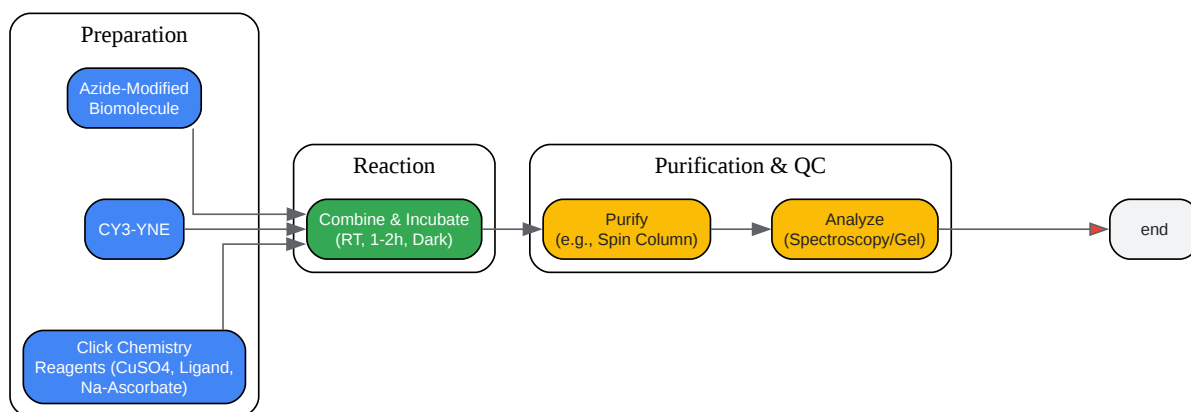 Preparation
Azide-Modified
Biomolecule
CY3-YNE
Click Chemistry
Reagents (CuSO4, Ligand,
Na-Ascorbate)
Reaction
Combine & Incubate
(RT, 1-2h, Dark)
Purification & QC
Purify
(e.g., Spin Column)
Analyze
(Spectroscopy/Gel)
end